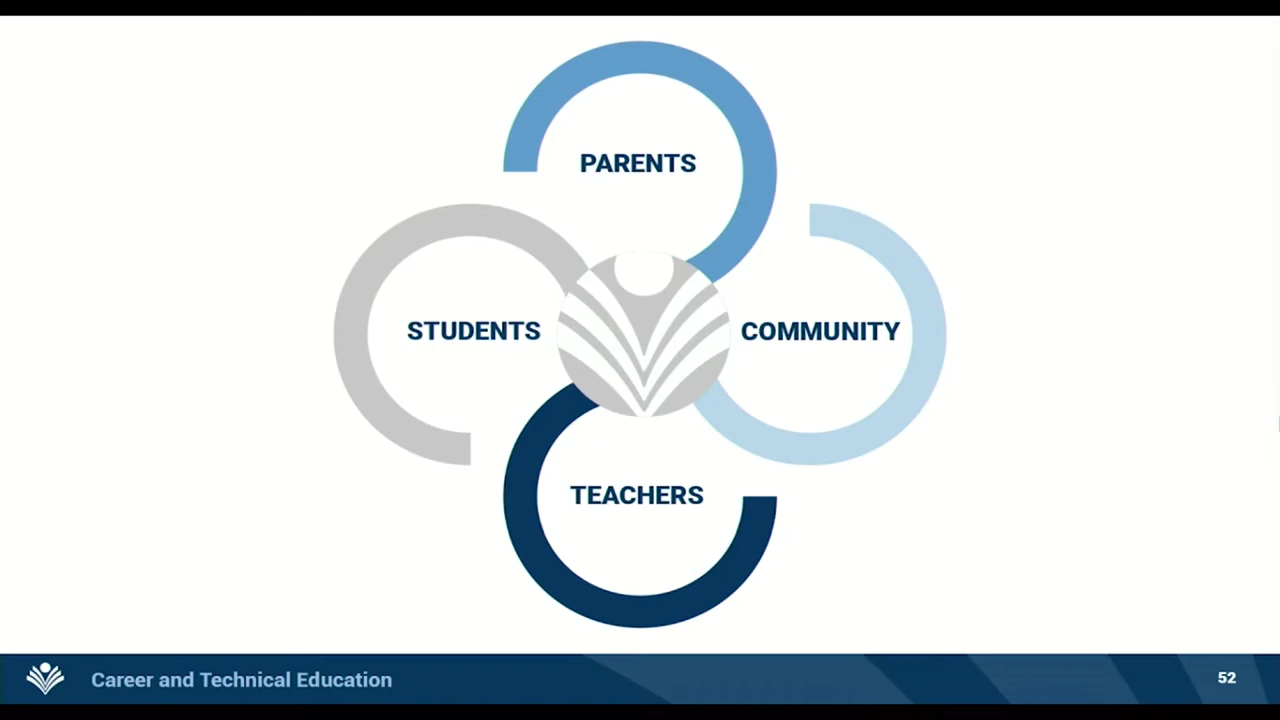 PARENTS
STUDENTS
COMMUNITY
TEACHERS
Career and Technical Education
52